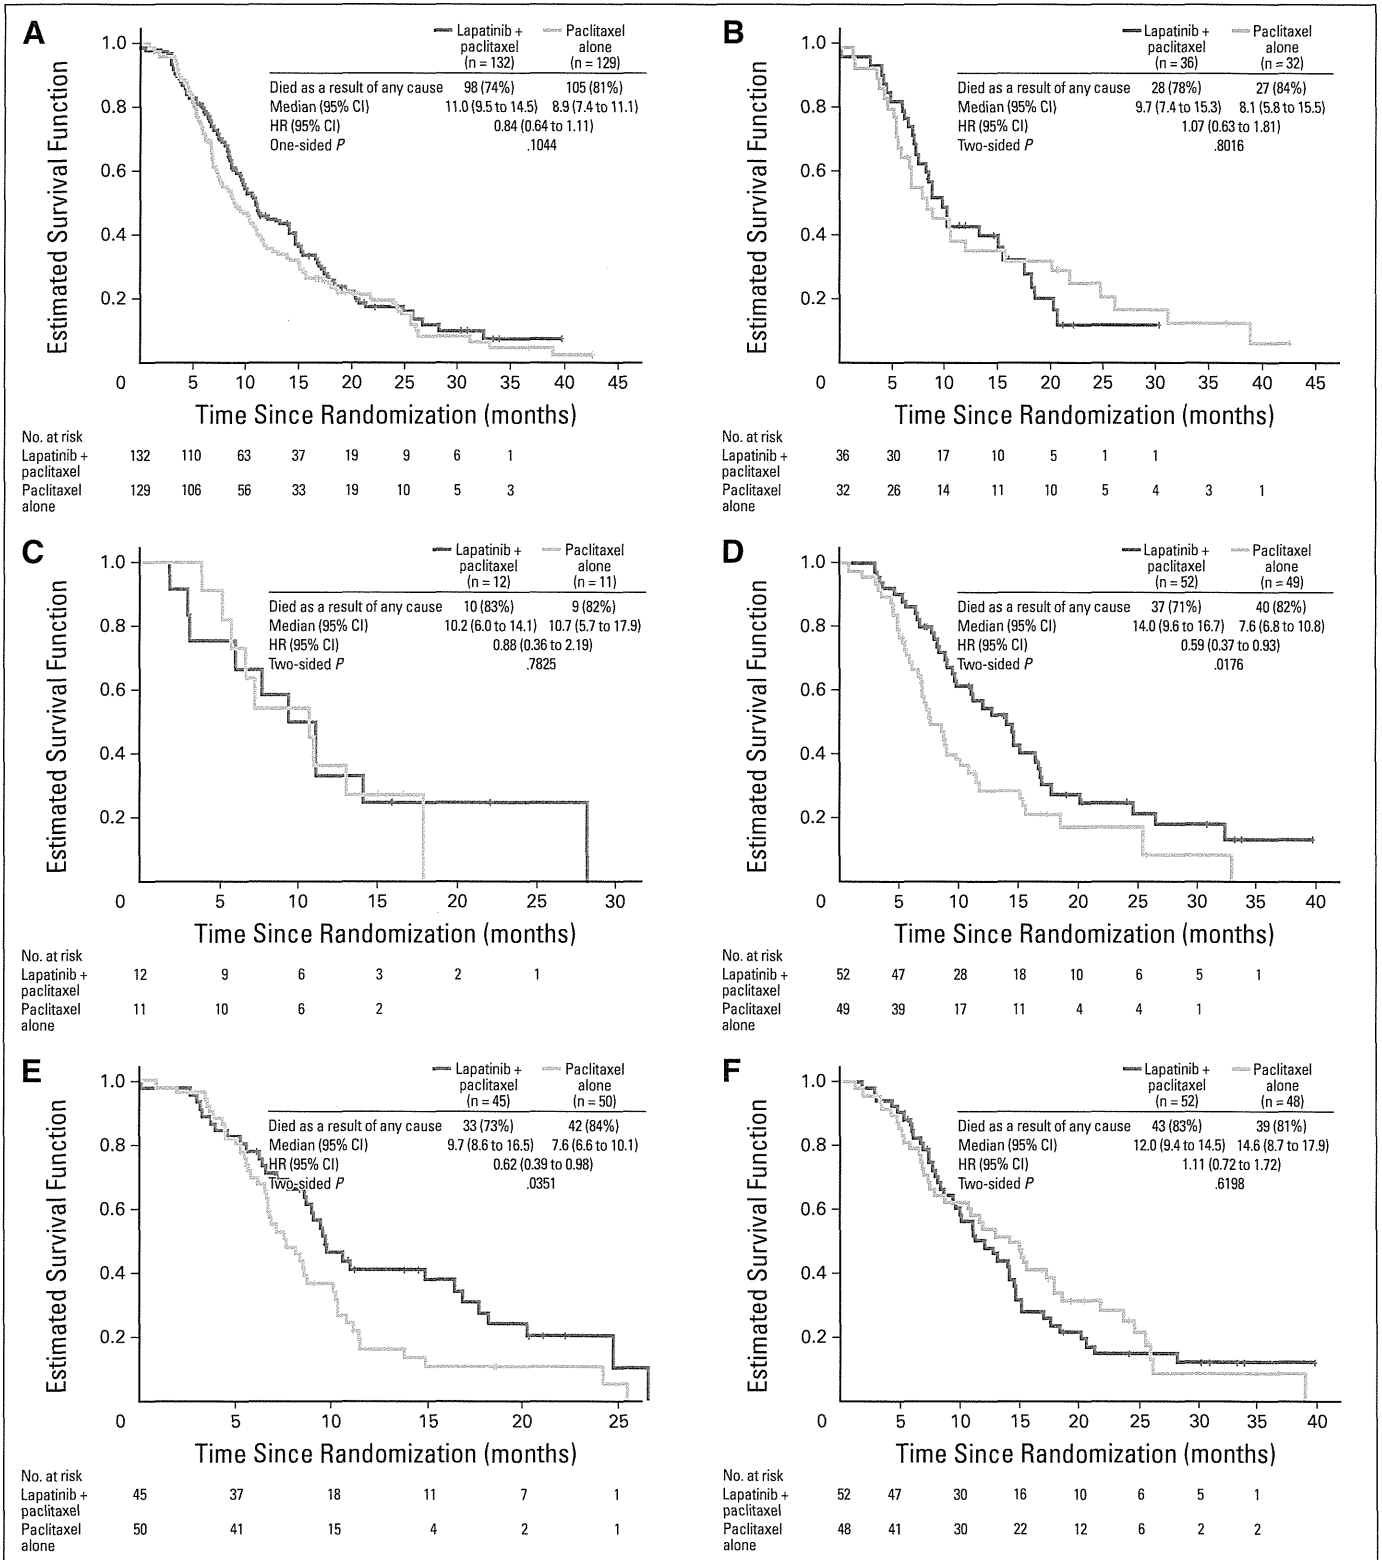 A
Lapatinib + Paclitaxel
paclitaxel alone
(n = 132) (n = 129)
Died as a result of any cause 98 (74%) 105 (81%)
Median (95% CI) 11.0 (9.5 to 14.5) 8.9 (7.4 to 11.1)
HR (95% CI) 0.84 (0.64 to 1.11)
One-sided P .1044
Estimated Survival Function
1.0
0.8
0.6
0.4
0.2
0 5 10 15 20 25 30 35 40 45
Time Since Randomization (months)
No. at risk
Lapatinib + 132 110 63 37 19 9 6 1
paclitaxel
Paclitaxel 129 106 56 33 19 10 5 3
alone
B
Lapatinib + Paclitaxel
paclitaxel alone
(n = 36) (n = 32)
Died as a result of any cause 28 (78%) 27 (84%)
Median (95% CI) 9.7 (7.4 to 15.3) 8.1 (5.8 to 15.5)
HR (95% CI) 1.07 (0.63 to 1.81)
Two-sided P .8016
Estimated Survival Function
1.0
0.8
0.6
0.4
0.2
0 5 10 15 20 25 30 35 40 45
Time Since Randomization (months)
No. at risk
Lapatinib + 36 30 17 10 5 1 1
paclitaxel
Paclitaxel 32 26 14 11 10 5 4 3 1
alone
C
Lapatinib + Paclitaxel
paclitaxel alone
(n = 12) (n = 11)
Died as a result of any cause 10 (83%) 9 (82%)
Median (95% CI) 10.2 (6.0 to 14.1) 10.7 (5.7 to 17.9)
HR (95% CI) 0.88 (0.36 to 2.19)
Two-sided P .7825
Estimated Survival Function
1.0
0.8
0.6
0.4
0.2
0 5 10 15 20 25 30
Time Since Randomization (months)
No. at risk
Lapatinib + 12 9 6 3 2 1
paclitaxel
Paclitaxel 11 10 6 2
alone
D
Lapatinib + Paclitaxel
paclitaxel alone
(n = 52) (n = 49)
Died as a result of any cause 37 (71%) 40 (82%)
Median (95% CI) 14.0 (9.6 to 16.7) 7.6 (6.8 to 10.8)
HR (95% CI) 0.59 (0.37 to 0.93)
Two-sided P .0176
Estimated Survival Function
1.0
0.8
0.6
0.4
0.2
0 5 10 15 20 25 30 35 40
Time Since Randomization (months)
No. at risk
Lapatinib + 52 47 28 18 10 6 5 1
paclitaxel
Paclitaxel 49 39 17 11 4 4 1
alone
E
Lapatinib + Paclitaxel
paclitaxel alone
(n = 45) (n = 50)
Died as a result of any cause 33 (73%) 42 (84%)
Median (95% CI) 9.7 (8.6 to 16.5) 7.6 (6.6 to 10.1)
HR (95% CI) 0.62 (0.39 to 0.98)
Two-sided P .0351
Estimated Survival Function
1.0
0.8
0.6
0.4
0.2
0 5 10 15 20 25
Time Since Randomization (months)
No. at risk
Lapatinib + 45 37 18 11 7 1
paclitaxel
Paclitaxel 50 41 15 4 2 1
alone
F
Lapatinib + Paclitaxel
paclitaxel alone
(n = 52) (n = 48)
Died as a result of any cause 43 (83%) 39 (81%)
Median (95% CI) 12.0 (9.4 to 14.5) 14.6 (8.7 to 17.9)
HR (95% CI) 1.11 (0.72 to 1.72)
Two-sided P .6198
Estimated Survival Function
1.0
0.8
0.6
0.4
0.2
0 5 10 15 20 25 30 35 40
Time Since Randomization (months)
No. at risk
Lapatinib + 52 47 30 16 10 6 5 1
paclitaxel
Paclitaxel 48 41 30 22 12 6 2 2
alone